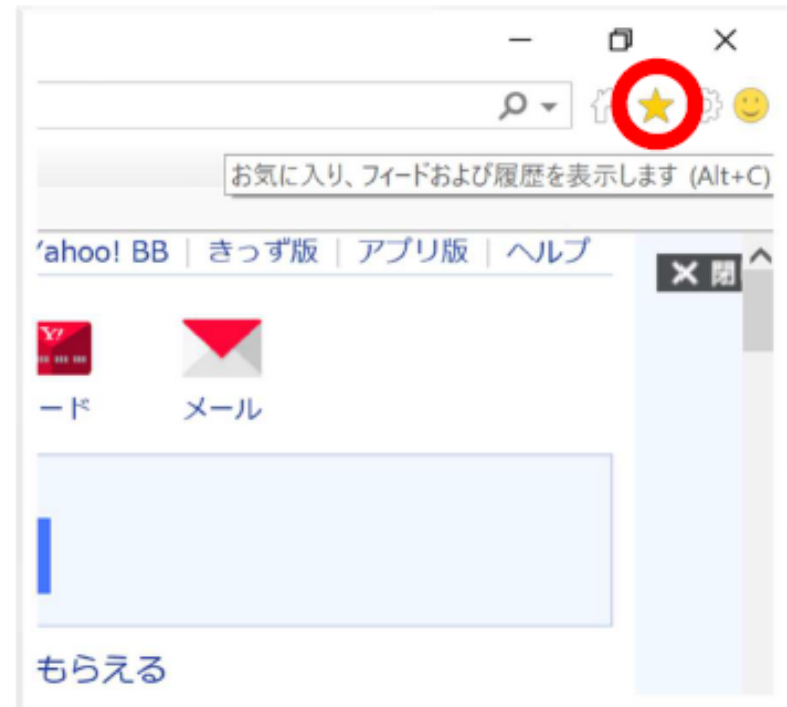 お気に入り、フィードおよび履歴を表示します (Alt+C)
Yahoo! BB | きっず版 | アプリ版 | ヘルプ
✕ 閉
Y!
ード メール
もらえる